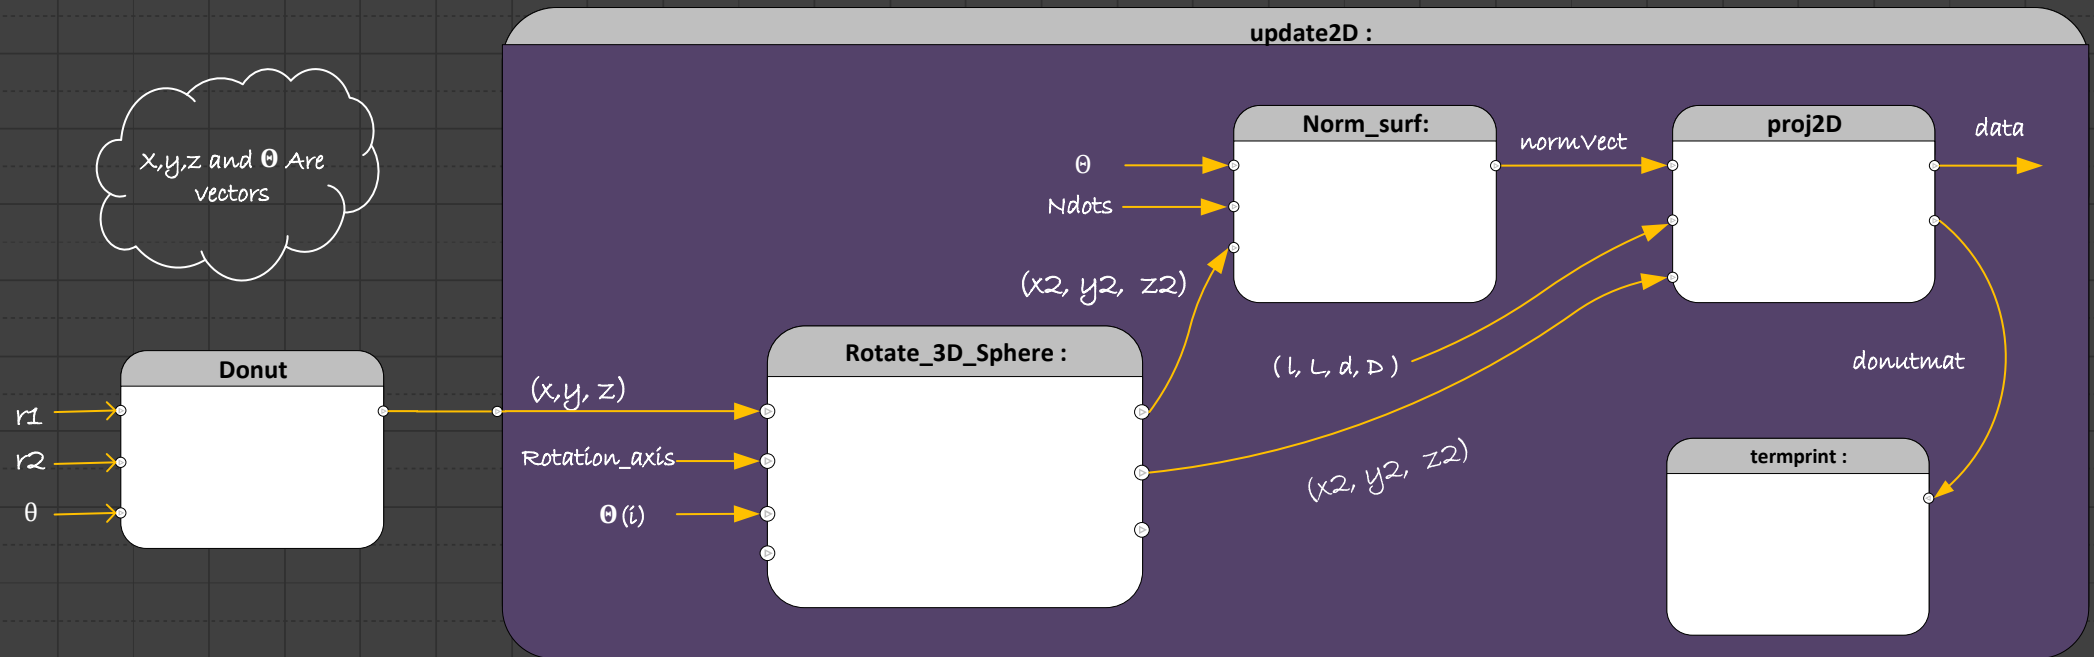 update2D :
x,y,z and Θ Are
vectors
Norm_surf:
Θ
Ndots
(x2, y2, z2)
normVect
proj2D
data
Donut
r1
r2
θ
(x,y, z)
Rotate_3D_Sphere :
Rotation_axis
Θ(i)
( l, L, d, D )
(x2, y2, z2)
donutmat
termprint :